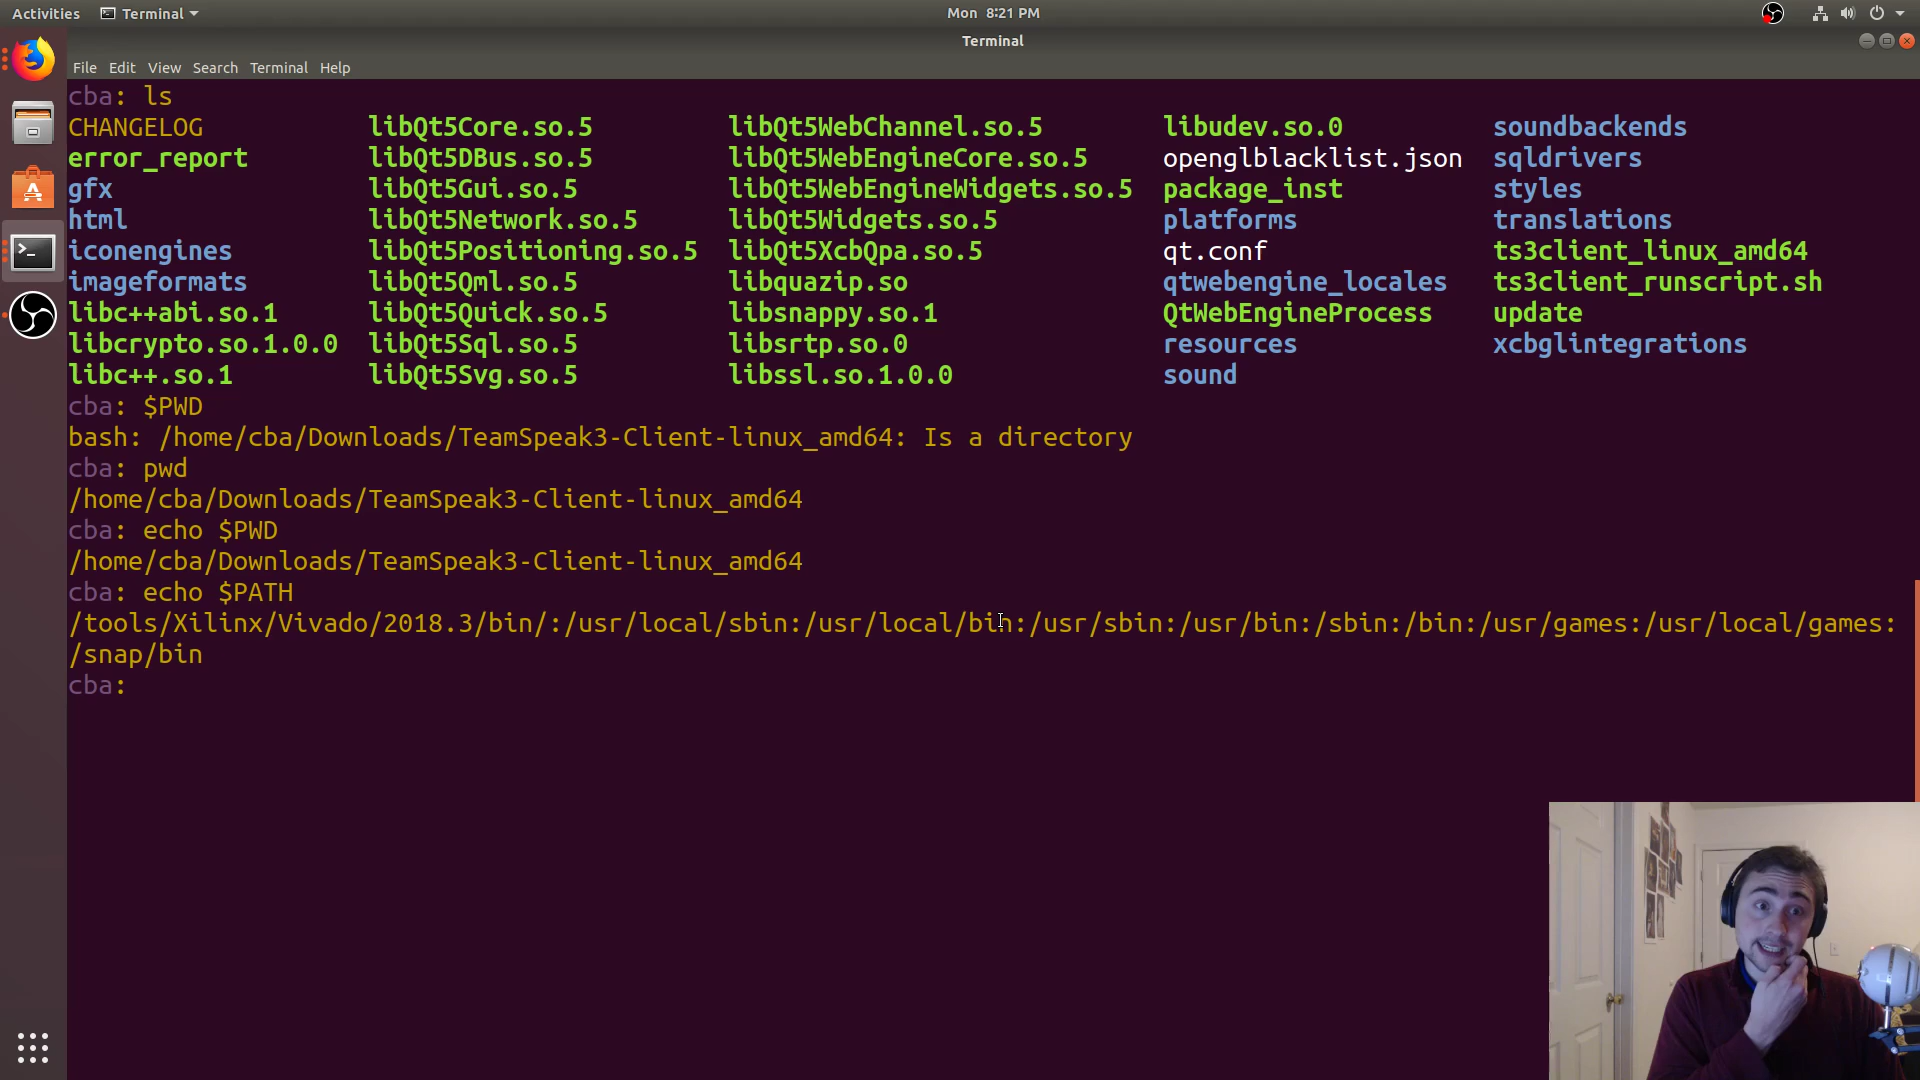 Activities Terminal Mon 8:21 PM
Terminal
File Edit View Search Terminal Help
cba: ls
CHANGELOG libQt5Core.so.5 libQt5WebChannel.so.5 libudev.so.0 soundbackends
error_report libQt5DBus.so.5 libQt5WebEngineCore.so.5 openglblacklist.json sqldrivers
gfx libQt5Gui.so.5 libQt5WebEngineWidgets.so.5 package_inst styles
html libQt5Network.so.5 libQt5Widgets.so.5 platforms translations
iconengines libQt5Positioning.so.5 libQt5XcbQpa.so.5 qt.conf ts3client_linux_amd64
imageformats libQt5Qml.so.5 libquazip.so qtwebengine_locales ts3client_runscript.sh
libc++abi.so.1 libQt5Quick.so.5 libsnappy.so.1 QtWebEngineProcess update
libcrypto.so.1.0.0 libQt5Sql.so.5 libsrtp.so.0 resources xcbglintegrations
libc++.so.1 libQt5Svg.so.5 libssl.so.1.0.0 sound
cba: $PWD
bash: /home/cba/Downloads/TeamSpeak3-Client-linux_amd64: Is a directory
cba: pwd
/home/cba/Downloads/TeamSpeak3-Client-linux_amd64
cba: echo $PWD
/home/cba/Downloads/TeamSpeak3-Client-linux_amd64
cba: echo $PATH
/tools/Xilinx/Vivado/2018.3/bin/:/usr/local/sbin:/usr/local/bin:/usr/sbin:/usr/bin:/sbin:/bin:/usr/games:/usr/local/games:
/snap/bin
cba: